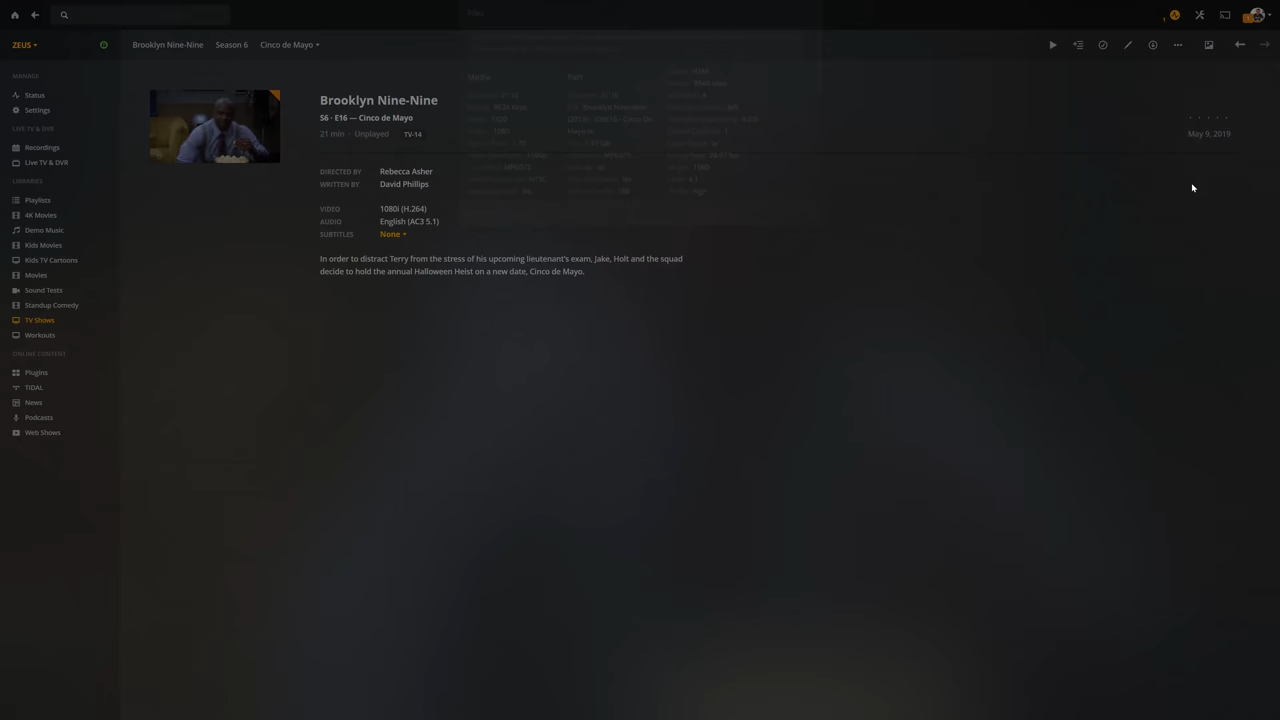 ZEUS
Brooklyn Nine-Nine
Season 6
Cinco de Mayo
MANAGE
Status
Settings
LIVE TV & DVR
Recordings
Live TV & DVR
LIBRARIES
Playlists
4K Movies
Demo Music
Kids Movies
Kids TV Cartoons
Movies
Sound Tests
Standup Comedy
TV Shows
Workouts
ONLINE CONTENT
Plugins
TIDAL
News
Podcasts
Web Shows
Brooklyn Nine-Nine
S6 · E16 — Cinco de Mayo
21 min · Unplayed TV-14
May 9, 2019
DIRECTED BY Rebecca Asher
WRITTEN BY David Phillips
VIDEO 1080i (H.264)
AUDIO English (AC3 5.1)
SUBTITLES None
In order to distract Terry from the stress of his upcoming lieutenant's exam, Jake, Holt and the squad
decide to hold the annual Halloween Heist on a new date, Cinco de Mayo.
Files
Media
Part